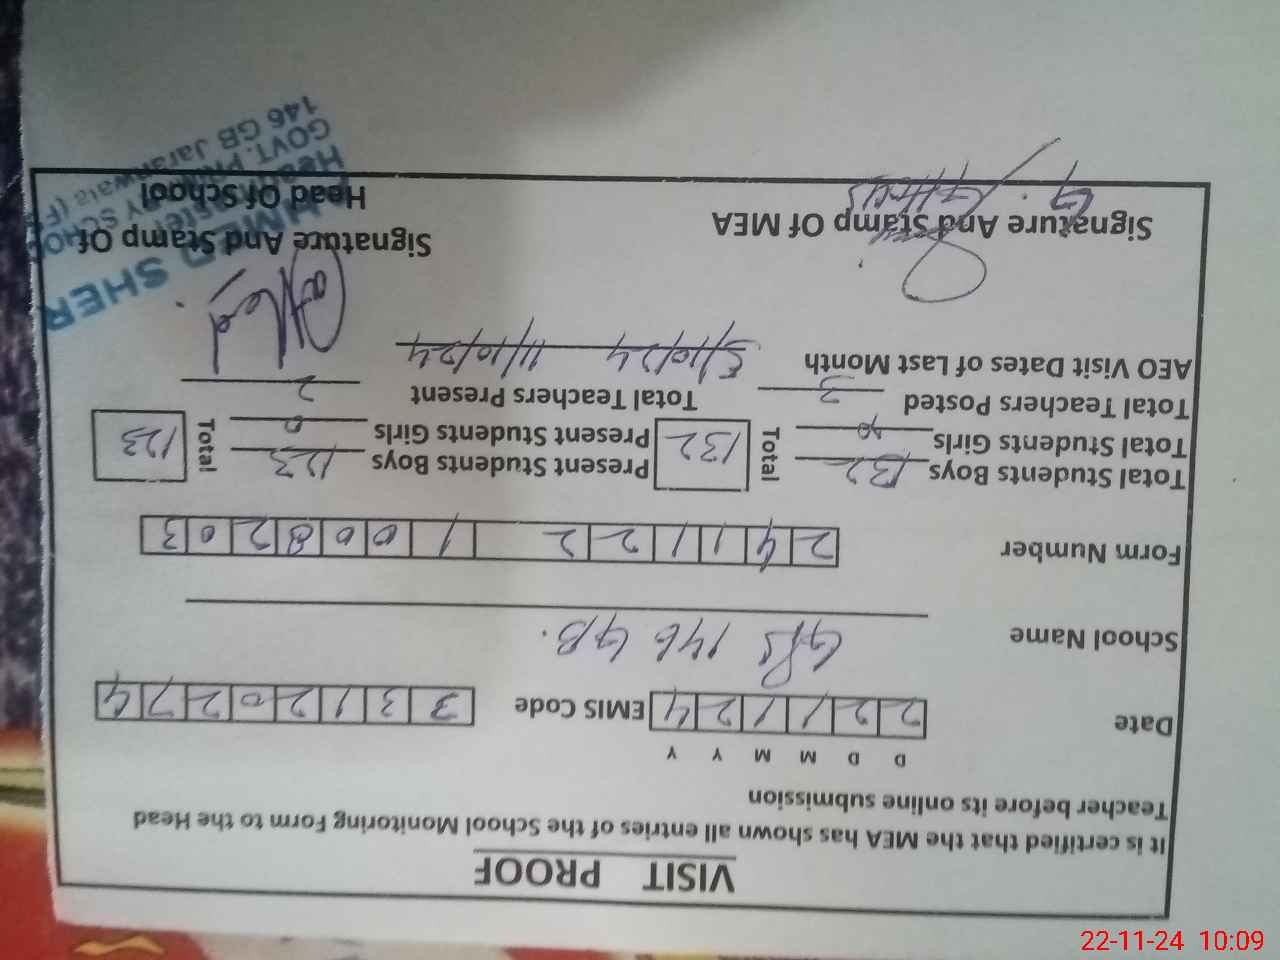 VISIT PROOF
It is certified that the MEA has shown all entries of the School Monitoring Form to the Head
Teacher before its online submission
D D M M Y Y
Date 2 2 1 1 2 4 EMIS Code 3 3 1 2 0 2 7 4
School Name GPS 146 GB.
Form Number 2 4 1 1 2 2 1 0 0 8 2 0 3
Total Students Boys 132 Total 132 Present Students Boys 123 Total 123
Total Students Girls 0 Present Students Girls 0
Total Teachers Posted 3 Total Teachers Present 2
AEO Visit Dates of Last Month 5/10/24 11/10/24
Signature And Stamp Of MEA Signature And Stamp Of
Head Of School
SHER
GOVT.
146 GB Jaranwala
22-11-24 10:09